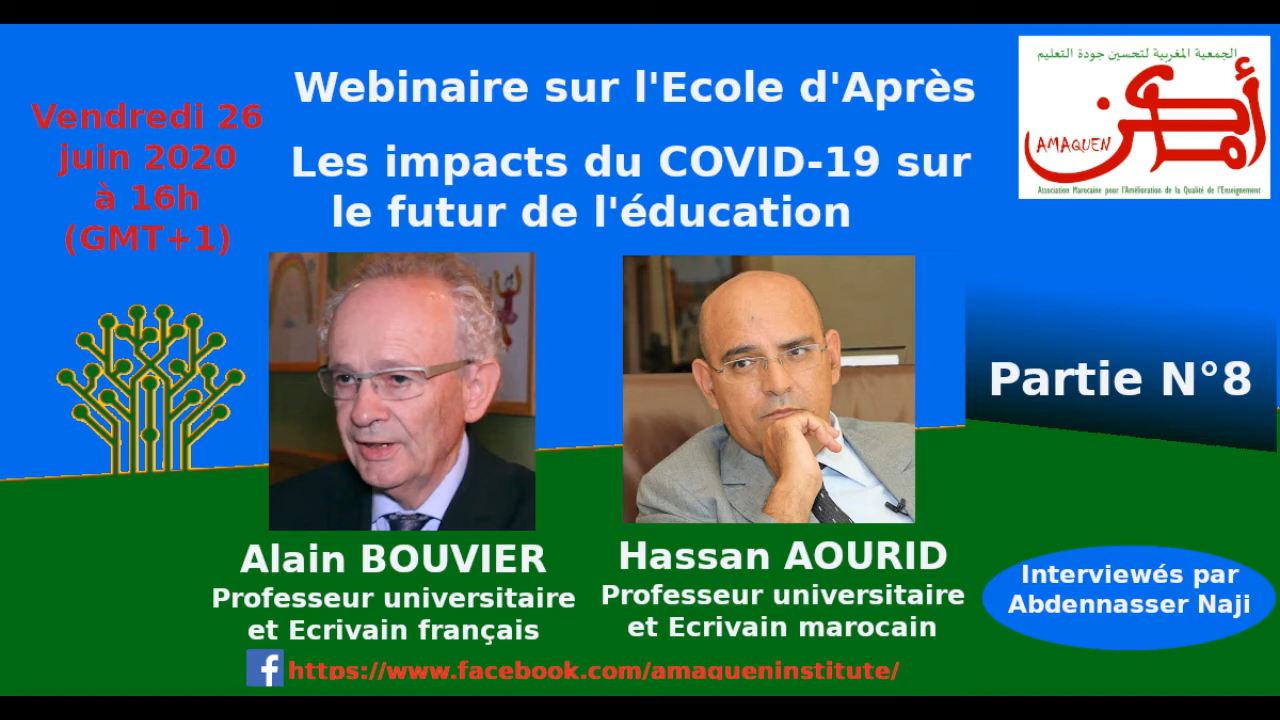 Webinaire sur l'Ecole d'Après
Les impacts du COVID-19 sur
le futur de l'éducation
Vendredi 26
juin 2020
à 16h
(GMT+1)
الجمعية المغربية لتحسين جودة التعليم
أماكن
AMAQUEN
Association Marocaine pour l'Amélioration de la Qualité de l'Enseignement
Partie N°8
Alain BOUVIER
Professeur universitaire
et Ecrivain français
Hassan AOURID
Professeur universitaire
et Ecrivain marocain
Interviewés par
Abdennasser Naji
f https://www.facebook.com/amaqueninstitute/